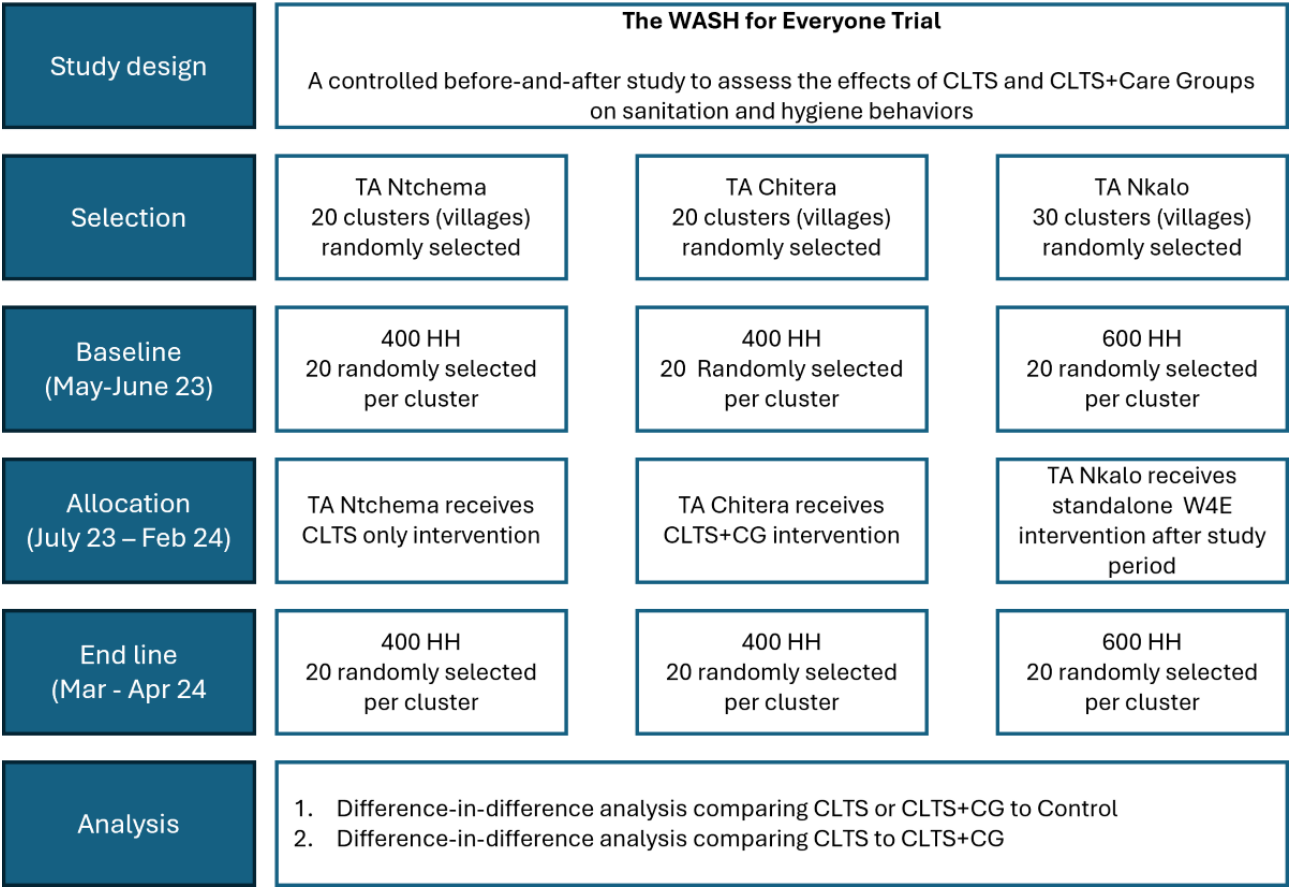 Study design
The WASH for Everyone Trial
A controlled before-and-after study to assess the effects of CLTS and CLTS+Care Groups
on sanitation and hygiene behaviors
Selection
TA Ntchema
20 clusters (villages)
randomly selected
TA Chitera
20 clusters (villages)
randomly selected
TA Nkalo
30 clusters (villages)
randomly selected
Baseline
(May-June 23)
400 HH
20 randomly selected
per cluster
400 HH
20 Randomly selected
per cluster
600 HH
20 randomly selected
per cluster
Allocation
(July 23 – Feb 24)
TA Ntchema receives
CLTS only intervention
TA Chitera receives
CLTS+CG intervention
TA Nkalo receives
standalone W4E
intervention after study
period
End line
(Mar - Apr 24
400 HH
20 randomly selected
per cluster
400 HH
20 randomly selected
per cluster
600 HH
20 randomly selected
per cluster
Analysis
1. Difference-in-difference analysis comparing CLTS or CLTS+CG to Control
2. Difference-in-difference analysis comparing CLTS to CLTS+CG